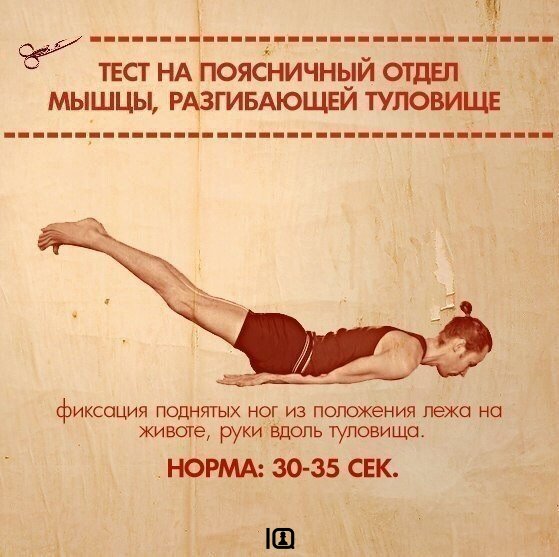 ТЕСТ НА ПОЯСНИЧНЫЙ ОТДЕЛ
МЫШЦЫ, РАЗГИБАЮЩЕЙ ТУЛОВИЩЕ
фиксация поднятых ног из положения лежа на
животе, руки вдоль туловища.
НОРМА: 30-35 СЕК.